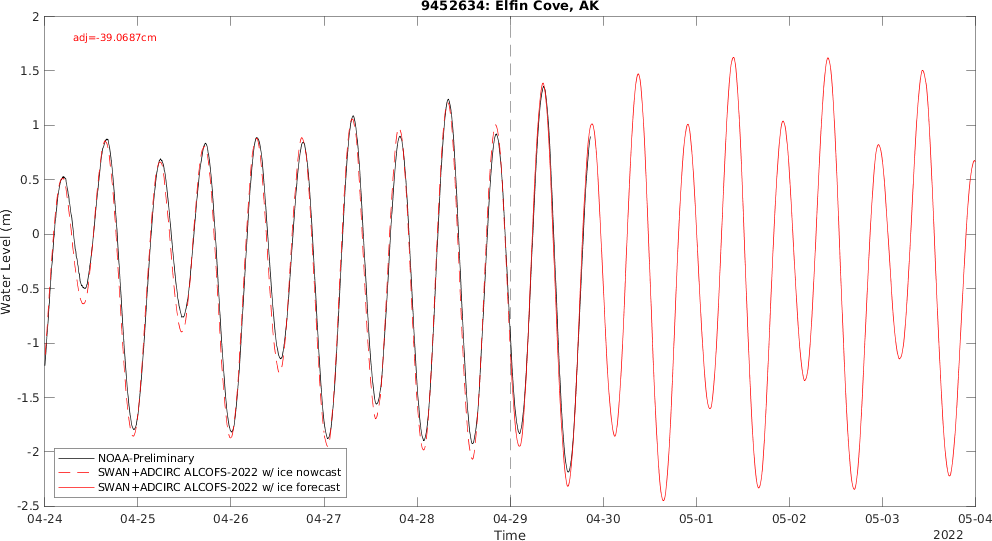 9452634: Elfin Cove, AK
adj=-39.0687cm
2
1.5
1
0.5
0
-0.5
-1
-1.5
-2
-2.5
Water Level (m)
NOAA-Preliminary
SWAN+ADCIRC ALCOFS-2022 w/ ice nowcast
SWAN+ADCIRC ALCOFS-2022 w/ ice forecast
04-24 04-25 04-26 04-27 04-28 04-29 04-30 05-01 05-02 05-03 05-04
Time
2022